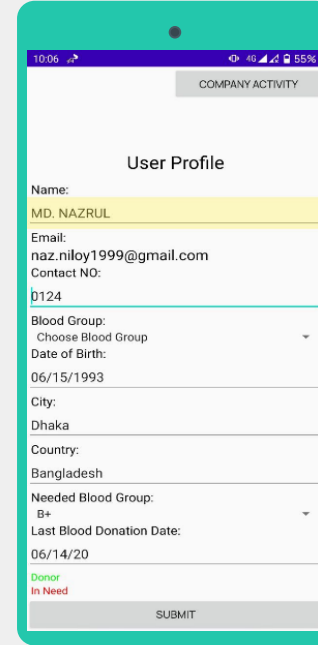 10:06 4G 55%
COMPANY ACTIVITY
User Profile
Name:
MD. NAZRUL
Email:
naz.niloy1999@gmail.com
Contact NO:
0124
Blood Group:
Choose Blood Group
Date of Birth:
06/15/1993
City:
Dhaka
Country:
Bangladesh
Needed Blood Group:
B+
Last Blood Donation Date:
06/14/20
Donor
In Need
SUBMIT